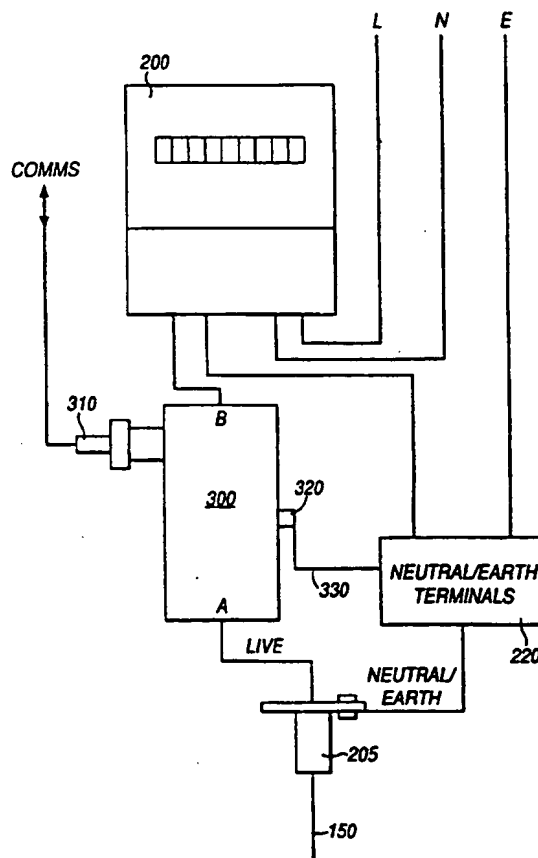 L N E
200
COMMS
310
B
300
320
330
NEUTRAL/EARTH
TERMINALS
220
A
LIVE
NEUTRAL/
EARTH
205
150